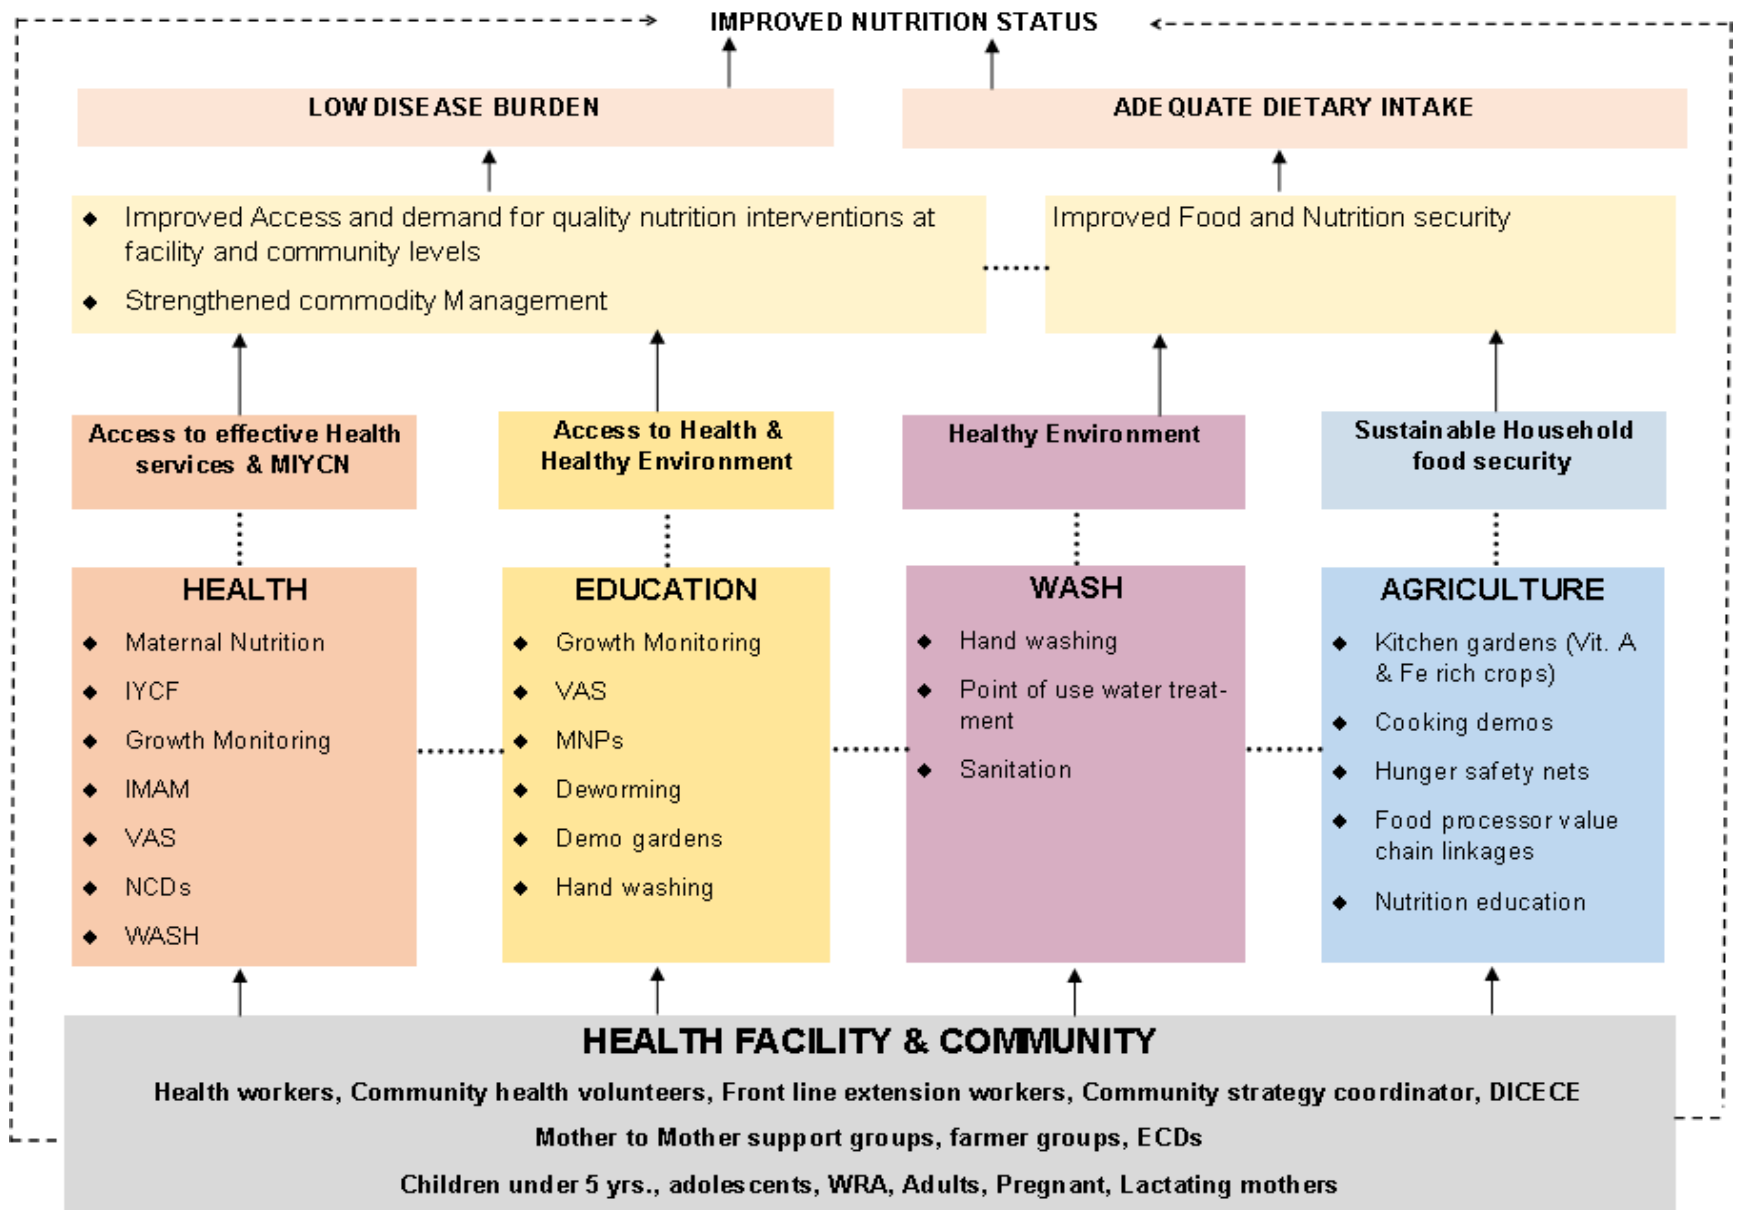 IMPROVED NUTRITION STATUS
LOW DISEASE BURDEN
ADEQUATE DIETARY INTAKE
◆ Improved Access and demand for quality nutrition interventions at
facility and community levels
◆ Strengthened commodity Management
Improved Food and Nutrition security
Access to effective Health
services & MIYCN
Access to Health &
Healthy Environment
Healthy Environment
Sustainable Household
food security
HEALTH
◆ Maternal Nutrition
◆ IYCF
◆ Growth Monitoring
◆ IMAM
◆ VAS
◆ NCDs
◆ WASH
EDUCATION
◆ Growth Monitoring
◆ VAS
◆ MNPs
◆ Deworming
◆ Demo gardens
◆ Hand washing
WASH
◆ Hand washing
◆ Point of use water treat-
ment
◆ Sanitation
AGRICULTURE
◆ Kitchen gardens (Vit. A
& Fe rich crops)
◆ Cooking demos
◆ Hunger safety nets
◆ Food processor value
chain linkages
◆ Nutrition education
HEALTH FACILITY & COMMUNITY
Health workers, Community health volunteers, Front line extension workers, Community strategy coordinator, DICECE
Mother to Mother support groups, farmer groups, ECDs
Children under 5 yrs., adolescents, WRA, Adults, Pregnant, Lactating mothers